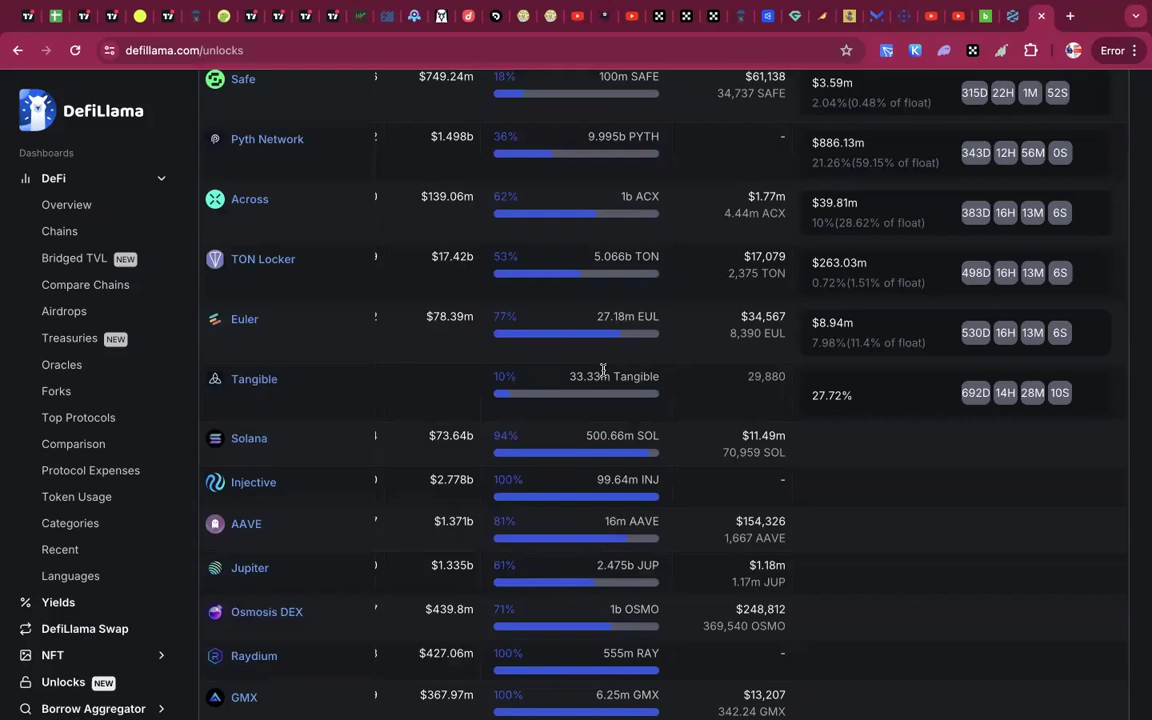 defillama.com/unlocks
Error
DefiLlama
Dashboards
DeFi
Overview
Chains
Bridged TVL NEW
Compare Chains
Airdrops
Treasuries NEW
Oracles
Forks
Top Protocols
Comparison
Protocol Expenses
Token Usage
Categories
Recent
Languages
Yields
DefiLlama Swap
NFT
Unlocks NEW
Borrow Aggregator
Safe $749.24m 18% 100m SAFE $61,138 $3.59m 315D 22H 1M 52S
34,737 SAFE 2.04%(0.48% of float)
Pyth Network $1.498b 36% 9.995b PYTH - $886.13m 343D 12H 56M 0S
21.26%(59.15% of float)
Across $139.06m 62% 1b ACX $1.77m $39.81m 383D 16H 13M 6S
4.44m ACX 10%(28.62% of float)
TON Locker $17.42b 53% 5.066b TON $17,079 $263.03m 498D 16H 13M 6S
2,375 TON 0.72%(1.51% of float)
Euler $78.39m 77% 27.18m EUL $34,567 $8.94m 530D 16H 13M 6S
8,390 EUL 7.98%(11.4% of float)
Tangible 10% 33.33m Tangible 29,880 27.72% 692D 14H 28M 10S
Solana $73.64b 94% 500.66m SOL $11.49m
70,959 SOL
Injective $2.778b 100% 99.64m INJ -
AAVE $1.371b 81% 16m AAVE $154,326
1,667 AAVE
Jupiter $1.335b 61% 2.475b JUP $1.18m
1.17m JUP
Osmosis DEX $439.8m 71% 1b OSMO $248,812
369,540 OSMO
Raydium $427.06m 100% 555m RAY -
GMX $367.97m 100% 6.25m GMX $13,207
342.24 GMX